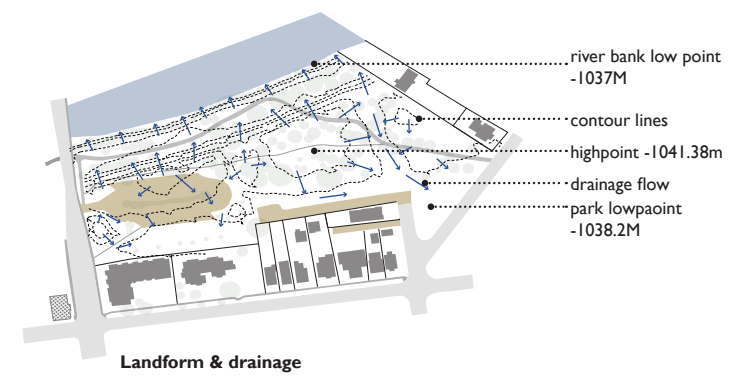 river bank low point
-1037M
contour lines
highpoint -1041.38m
drainage flow
park lowpaoint
-1038.2M
Landform & drainage